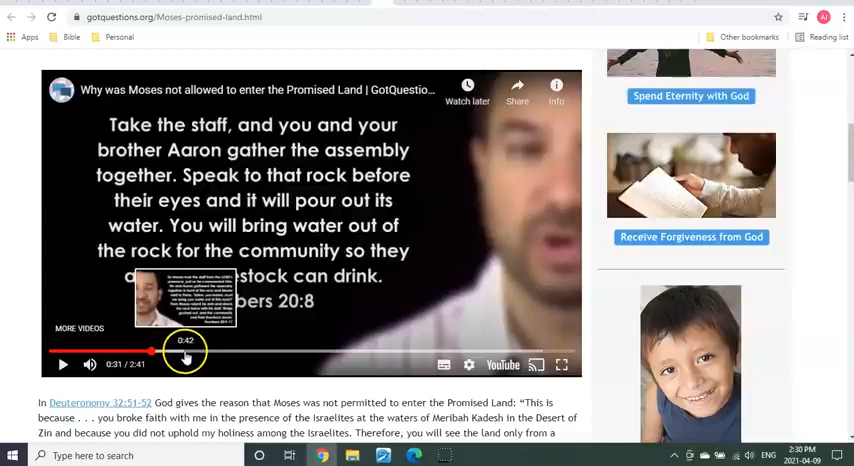 gotquestions.org/Moses-promised-land.html
Apps Bible Personal Other bookmarks Reading list
Why was Moses not allowed to enter the Promised Land | GotQuestio...
Watch later Share Info
Take the staff, and you and your
brother Aaron gather the assembly
together. Speak to that rock before
their eyes and it will pour out its
water. You will bring water out of
the rock for the community so they
can drink.
20:8
MORE VIDEOS
0:42
0:31 / 2:41
YouTube
Spend Eternity with God
Receive Forgiveness from God
In Deuteronomy 32:51-52 God gives the reason that Moses was not permitted to enter the Promised Land: “This is
because . . . you broke faith with me in the presence of the Israelites at the waters of Meribah Kadesh in the Desert of
Zin and because you did not uphold my holiness among the Israelites. Therefore, you will see the land only from a
Type here to search
ENG
2:30 PM
2021-04-09
AI